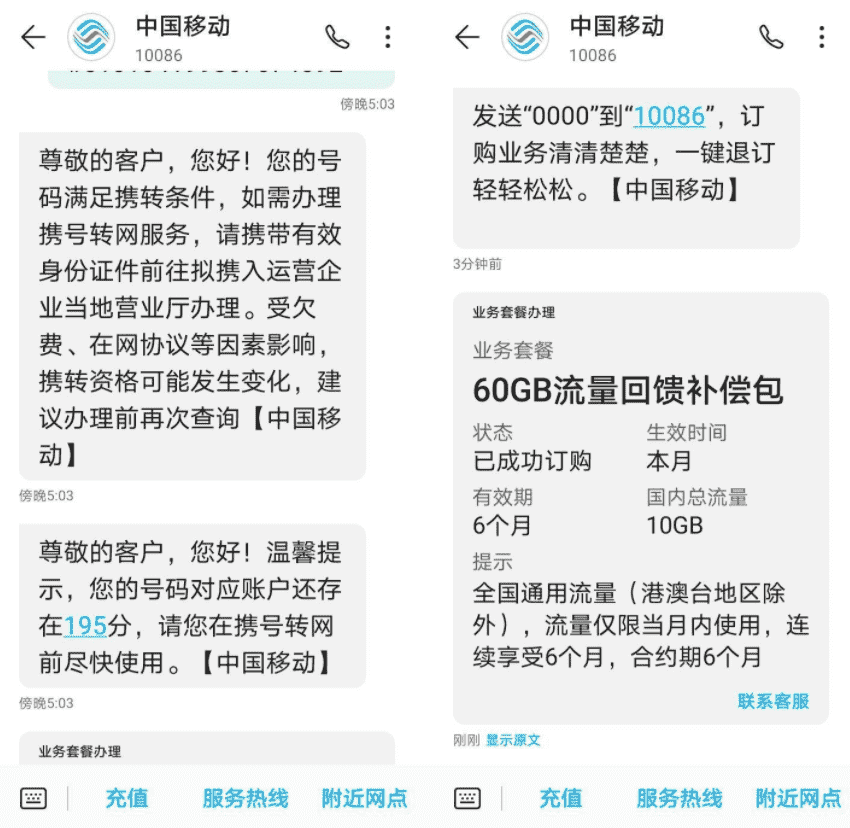 中国移动
10086
傍晚5:03
尊敬的客户，您好！您的号
码满足携转条件，如需办理
携号转网服务，请携带有效
身份证件前往拟携入运营企
业当地营业厅办理。受欠
费、在网协议等因素影响，
携转资格可能发生变化，建
议办理前再次查询【中国移
动】
傍晚5:03
尊敬的客户，您好！温馨提
示，您的号码对应账户还存
在195分，请您在携号转网
前尽快使用。【中国移动】
傍晚5:03
业务套餐办理
充值
服务热线
附近网点
中国移动
10086
发送“0000”到“10086”，订
购业务清清楚楚，一键退订
轻轻松松。【中国移动】
3分钟前
业务套餐办理
业务套餐
60GB流量回馈补偿包
状态 生效时间
已成功订购 本月
有效期 国内总流量
6个月 10GB
提示
全国通用流量（港澳台地区除
外），流量仅限当月内使用，连
续享受6个月，合约期6个月
联系客服
刚刚 显示原文
充值
服务热线
附近网点